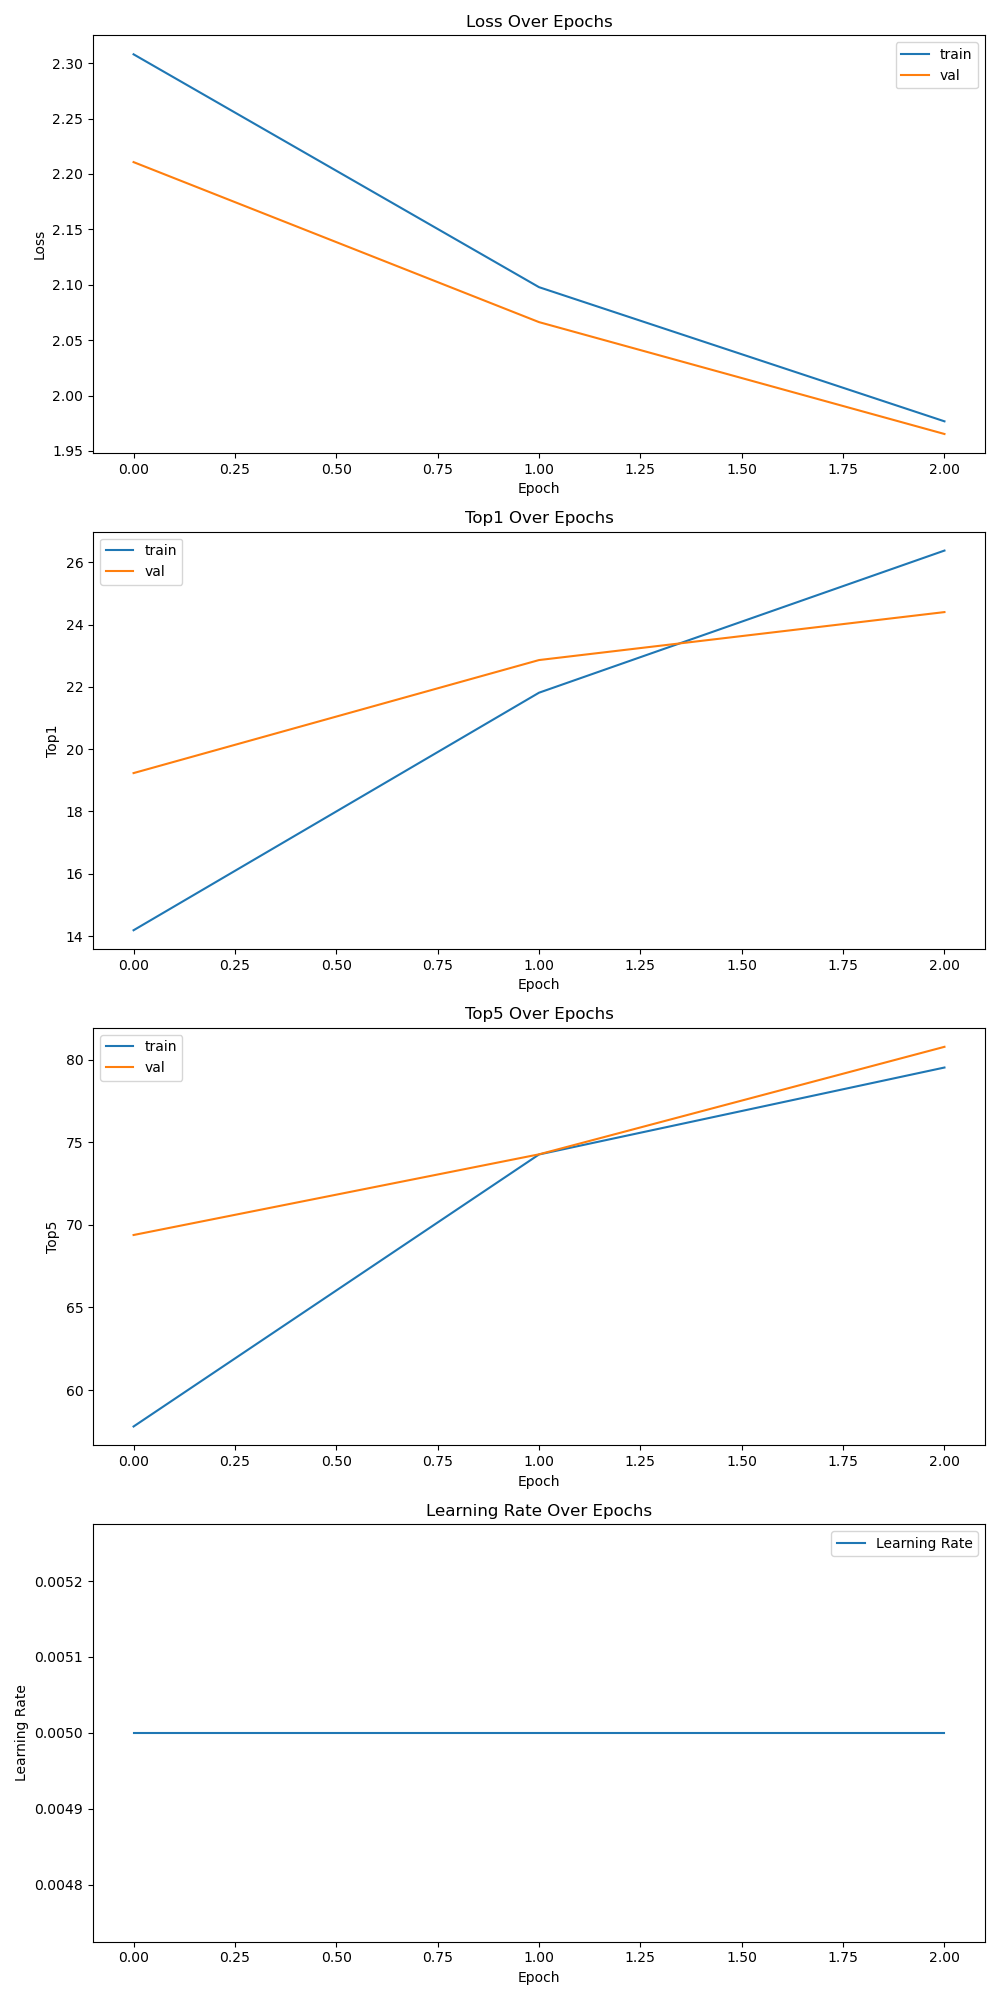 Loss Over Epochs
train
val
2.30
2.25
2.20
2.15
2.10
2.05
2.00
1.95
Loss
0.00 0.25 0.50 0.75 1.00 1.25 1.50 1.75 2.00
Epoch
Top1 Over Epochs
train
val
26
24
22
20
18
16
14
Top1
0.00 0.25 0.50 0.75 1.00 1.25 1.50 1.75 2.00
Epoch
Top5 Over Epochs
train
val
80
75
70
65
60
Top5
0.00 0.25 0.50 0.75 1.00 1.25 1.50 1.75 2.00
Epoch
Learning Rate Over Epochs
Learning Rate
0.0052
0.0051
0.0050
0.0049
0.0048
Learning Rate
0.00 0.25 0.50 0.75 1.00 1.25 1.50 1.75 2.00
Epoch